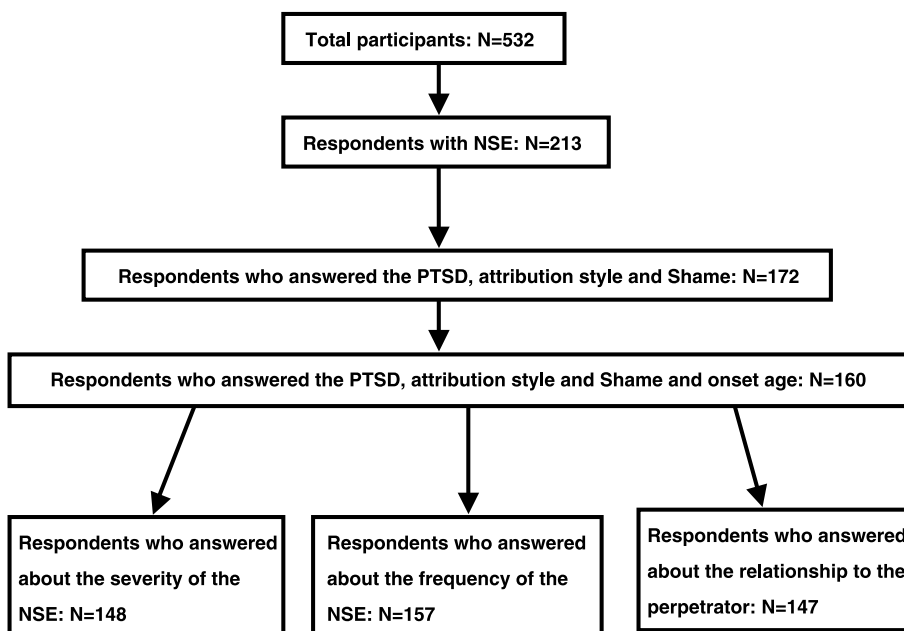 Total participants: N=532
Respondents with NSE: N=213
Respondents who answered the PTSD, attribution style and Shame: N=172
Respondents who answered the PTSD, attribution style and Shame and onset age: N=160
Respondents who answered
about the severity of the
NSE: N=148
Respondents who answered
about the frequency of the
NSE: N=157
Respondents who answered
about the relationship to the
perpetrator: N=147